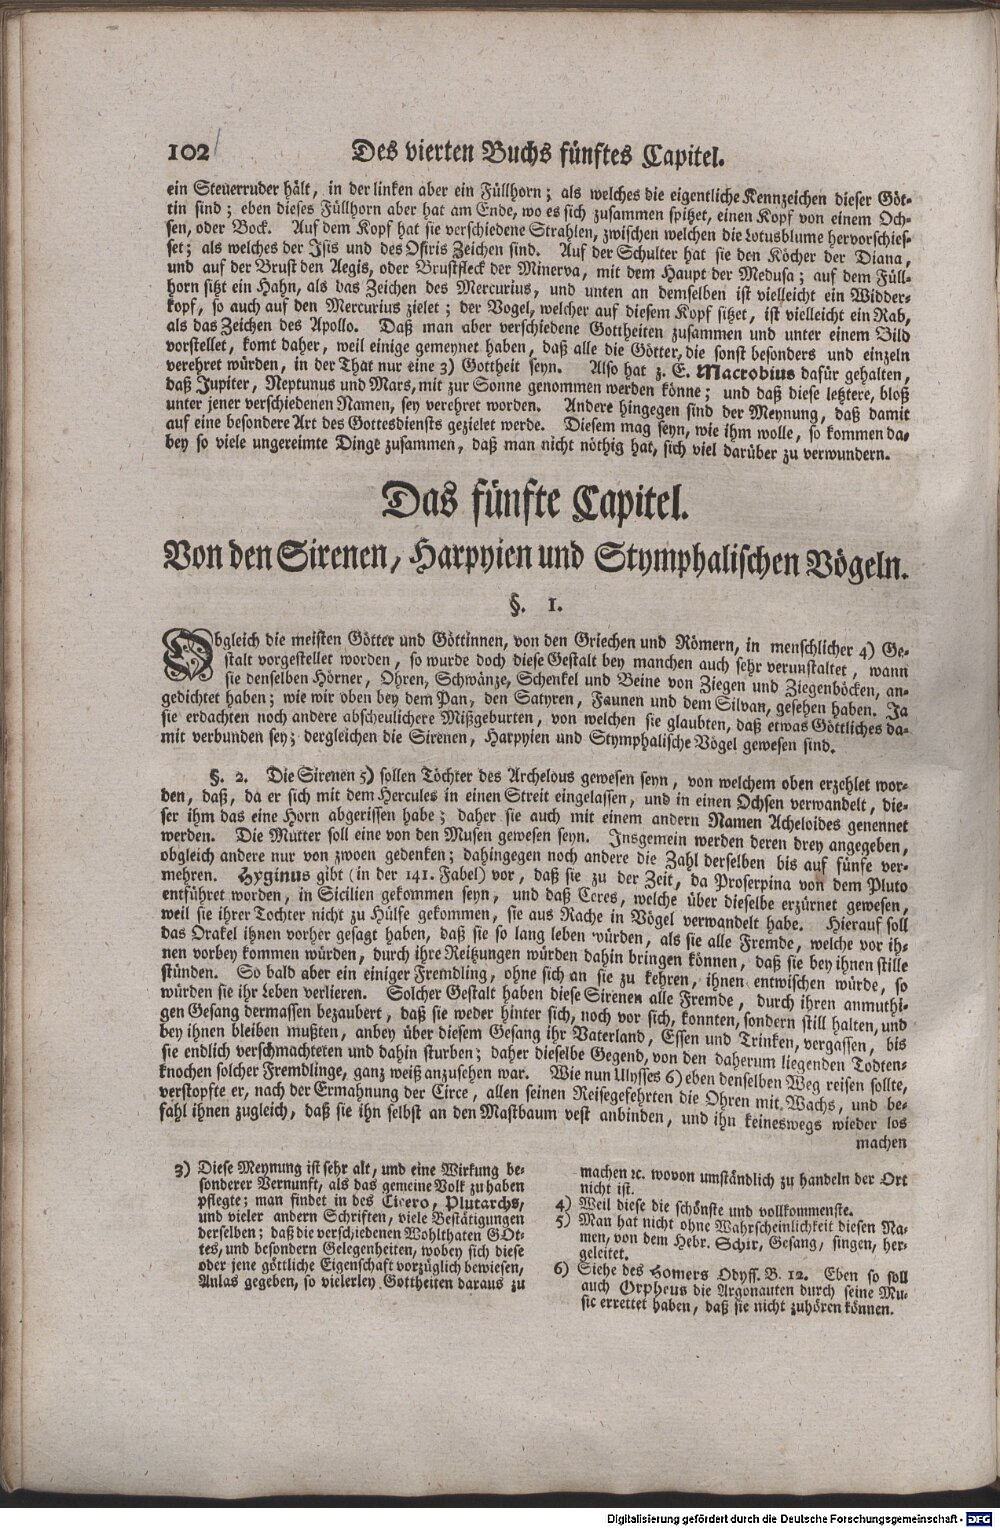 102
Des vierten Buchs fünftes Capitel.
ein Steuerruder hält, in der linken aber ein Füllhorn; als welches die eigentliche Kennzeichen dieser Göt-
tin sind; eben dieses Füllhorn aber hat am Ende, wo es sich zusammen spitzet, einen Kopf von einem Och-
sen, oder Bock. Auf dem Kopf hat sie verschiedene Strahlen, zwischen welchen die Lotusblume hervorschies-
set; als welches der Isis und des Osiris Zeichen sind. Auf der Schulter hat sie den Köcher der Diana,
und auf der Brust den Aegis, oder Brustfleck der Minerva, mit dem Haupt der Medusa; auf dem Füll-
horn sitzt ein Hahn, als das Zeichen des Mercurius, und unten an demselben ist vielleicht ein Widder-
kopf, so auch auf den Mercurius zielet; der Vogel, welcher auf diesem Kopf sitzet, ist vielleicht ein Rab,
als das Zeichen des Apollo. Daß man aber verschiedene Gottheiten zusammen und unter einem Bild
vorstellet, komt daher, weil einige gemeynet haben, daß alle die Götter, die sonst besonders und einzeln
verehret würden, in der That nur eine 3) Gottheit seyn. Also hat z. E. Macrobius dafür gehalten,
daß Jupiter, Neptunus und Mars, mit zur Sonne genommen werden könne; und daß diese letztere, bloß
unter jener verschiedenen Namen, sey verehret worden. Andere hingegen sind der Meynung, daß damit
auf eine besondere Art des Gottesdiensts gezielet werde. Diesem mag seyn, wie ihm wolle, so kommen da-
bey so viele ungereimte Dinge zusammen, daß man nicht nöthig hat, sich viel darüber zu verwundern.
Das fünfte Capitel.
Von den Sirenen, Harpyien und Stymphalischen Vögeln.
§. 1.
Obgleich die meisten Götter und Göttinnen, von den Griechen und Römern, in menschlicher 4) Ge-
stalt vorgestellet worden, so wurde doch diese Gestalt bey manchen auch sehr verunstaltet, wann
sie denselben Hörner, Ohren, Schwänze, Schenkel und Beine von Ziegen und Ziegenböcken, an-
gedichtet haben; wie wir oben bey dem Pan, den Satyren, Faunen und dem Silvan, gesehen haben. Ja
sie erdachten noch andere abscheulichere Mißgeburten, von welchen sie glaubten, daß etwas Göttliches da-
mit verbunden sey; dergleichen die Sirenen, Harpyien und Stymphalische Vögel gewesen sind.
§. 2. Die Sirenen 5) sollen Töchter des Archelous gewesen seyn, von welchem oben erzehlet wor-
den, daß, da er sich mit dem Hercules in einen Streit eingelassen, und in einen Ochsen verwandelt, die-
ser ihm das eine Horn abgerissen habe; daher sie auch mit einem andern Namen Acheloides genennet
werden. Die Mutter soll eine von den Musen gewesen seyn. Insgemein werden deren drey angegeben,
obgleich andere nur von zwoen gedenken; dahingegen noch andere die Zahl derselben bis auf fünfe ver-
mehren. Hyginus gibt (in der 141. Fabel) vor, daß sie zu der Zeit, da Proserpina von dem Pluto
entführet worden, in Sicilien gekommen seyn, und daß Ceres, welche über dieselbe erzürnet gewesen,
weil sie ihrer Tochter nicht zu Hülfe gekommen, sie aus Rache in Vögel verwandelt habe. Hierauf soll
das Orakel ihnen vorher gesagt haben, daß sie so lang leben würden, als sie alle Fremde, welche vor ih-
nen vorbey kommen würden, durch ihre Reitzungen würden dahin bringen können, daß sie bey ihnen stille
stünden. So bald aber ein einiger Fremdling, ohne sich an sie zu kehren, ihnen entwischen würde, so
würden sie ihr Leben verlieren. Solcher Gestalt haben diese Sirenen alle Fremde, durch ihren anmuthi-
gen Gesang dermassen bezaubert, daß sie weder hinter sich, noch vor sich, konnten, sondern still halten, und
bey ihnen bleiben mußten, anbey über diesem Gesang ihr Vaterland, Essen und Trinken, vergassen, bis
sie endlich verschmachteten und dahin sturben; daher dieselbe Gegend, von den daherum liegenden Todten-
knochen solcher Fremdlinge, ganz weiß anzusehen war. Wie nun Ulysses 6) eben denselben Weg reisen sollte,
verstopfte er, nach der Ermahnung der Circe, allen seinen Reisegefehrten die Ohren mit Wachs, und be-
fahl ihnen zugleich, daß sie ihn selbst an den Mastbaum vest anbinden, und ihn keineswegs wieder los
machen
3) Diese Meynung ist sehr alt, und eine Wirkung be-
sonderer Vernunft, als das gemeine Volk zu haben
pflegte; man findet in des Cicero, Plutarchs,
und vieler andern Schriften, viele Bestätigungen
derselben; daß die verschiedenen Wohlthaten GOt-
tes, und besondern Gelegenheiten, wobey sich diese
oder jene göttliche Eigenschaft vorzüglich bewiesen,
Anlas gegeben, so vielerley Gottheiten daraus zu
machen ꝛc. wovon umständlich zu handeln der Ort
nicht ist.
4) Weil diese die schönste und vollkommenste.
5) Man hat nicht ohne Wahrscheinlichkeit diesen Na-
men, von dem Hebr. Schir, Gesang, singen, her-
geleitet.
6) Siehe des Homers Odyss. B. 12. Eben so soll
auch Orpheus die Argonauten durch seine Mu-
sic errettet haben, daß sie nicht zuhören können.
Digitalisierung gefördert durch die Deutsche Forschungsgemeinschaft - DFG